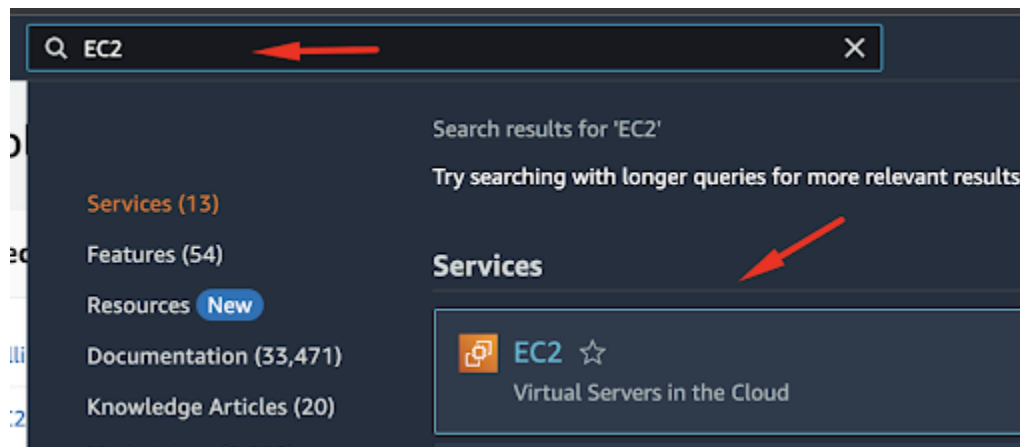 EC2
Search results for 'EC2'
Try searching with longer queries for more relevant results
Services (13)
Features (54)
Resources New
Documentation (33,471)
Knowledge Articles (20)
Services
EC2
Virtual Servers in the Cloud